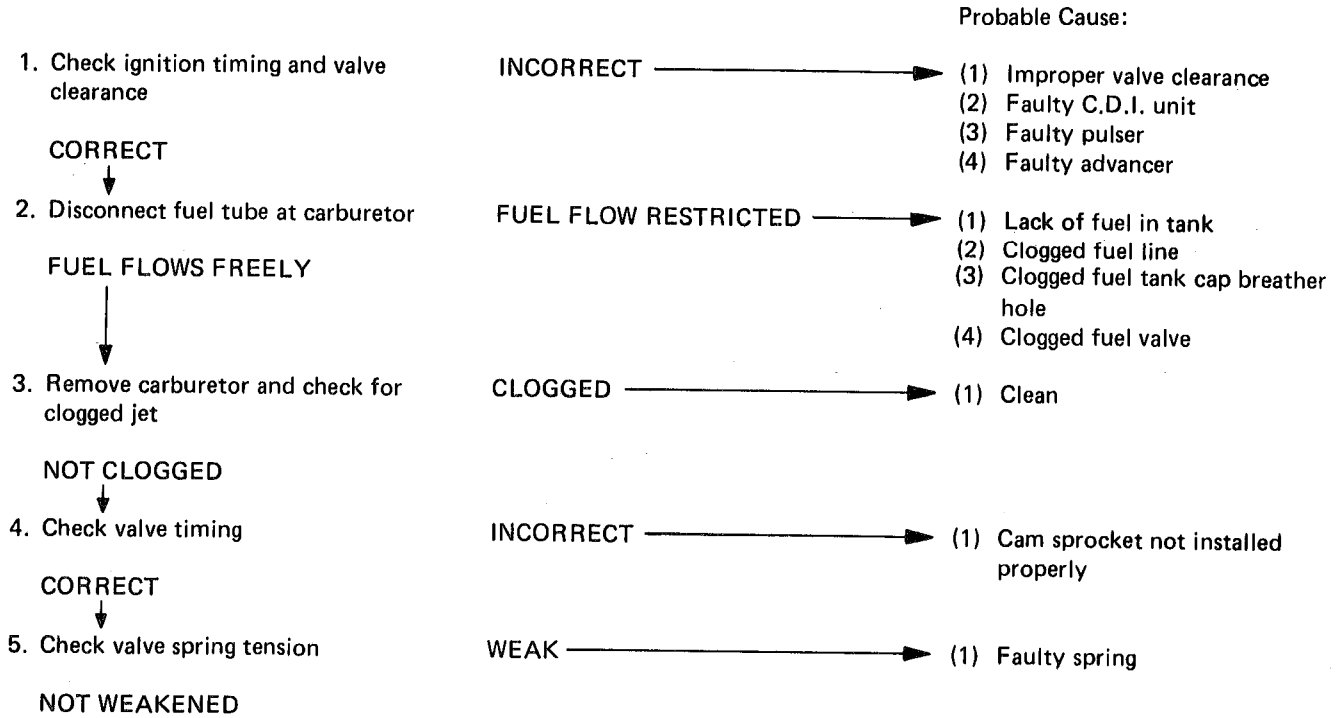 Probable Cause:
1. Check ignition timing and valve
clearance
INCORRECT
(1) Improper valve clearance
(2) Faulty C.D.I. unit
(3) Faulty pulser
(4) Faulty advancer
CORRECT
2. Disconnect fuel tube at carburetor
FUEL FLOW RESTRICTED
(1) Lack of fuel in tank
(2) Clogged fuel line
(3) Clogged fuel tank cap breather
hole
(4) Clogged fuel valve
FUEL FLOWS FREELY
3. Remove carburetor and check for
clogged jet
CLOGGED
(1) Clean
NOT CLOGGED
4. Check valve timing
INCORRECT
(1) Cam sprocket not installed
properly
CORRECT
5. Check valve spring tension
WEAK
(1) Faulty spring
NOT WEAKENED